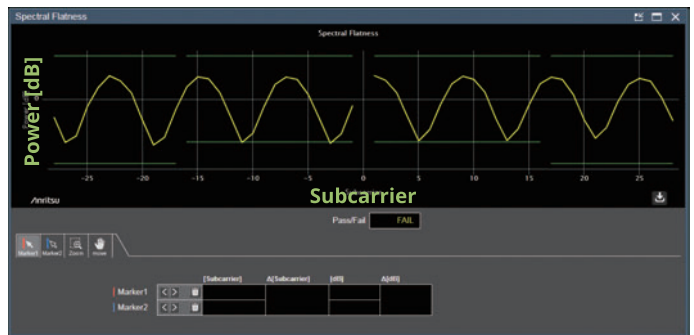 Spectral Flatness
Spectral Flatness
Power [dB]
-25 -20 -15 -10 -5 0 5 10 15 20 25
Subcarrier
Anritsu
Pass/Fail FAIL
Marker1 Marker2 Zoom move
[Subcarrier] Δ[Subcarrier] [dB] Δ[dB]
Marker1
Marker2